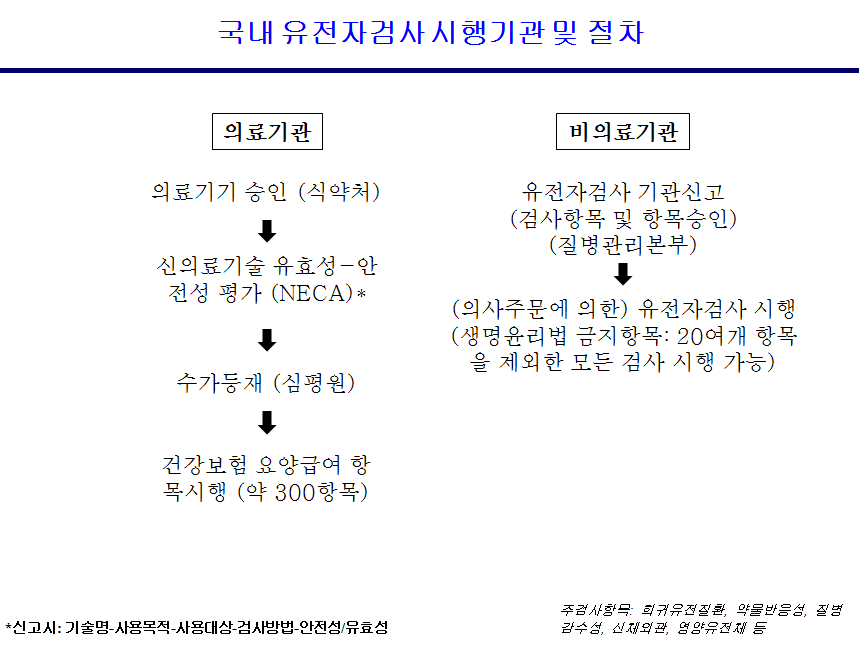 국내 유전자검사 시행기관 및 절차
의료기관
의료기기 승인 (식약처)
신의료기술 유효성-안
전성 평가 (NECA)*
수가등재 (심평원)
건강보험 요양급여 항
목시행 (약 300항목)
비의료기관
유전자검사 기관신고
(검사항목 및 항목승인)
(질병관리본부)
(의사주문에 의한) 유전자검사 시행
(생명윤리법 금지항목: 20여개 항목
을 제외한 모든 검사 시행 가능)
*신고시: 기술명-사용목적-사용대상-검사방법-안전성/유효성
주검사항목: 희귀유전질환, 약물반응성, 질병
감수성, 신체외관, 영양유전체 등